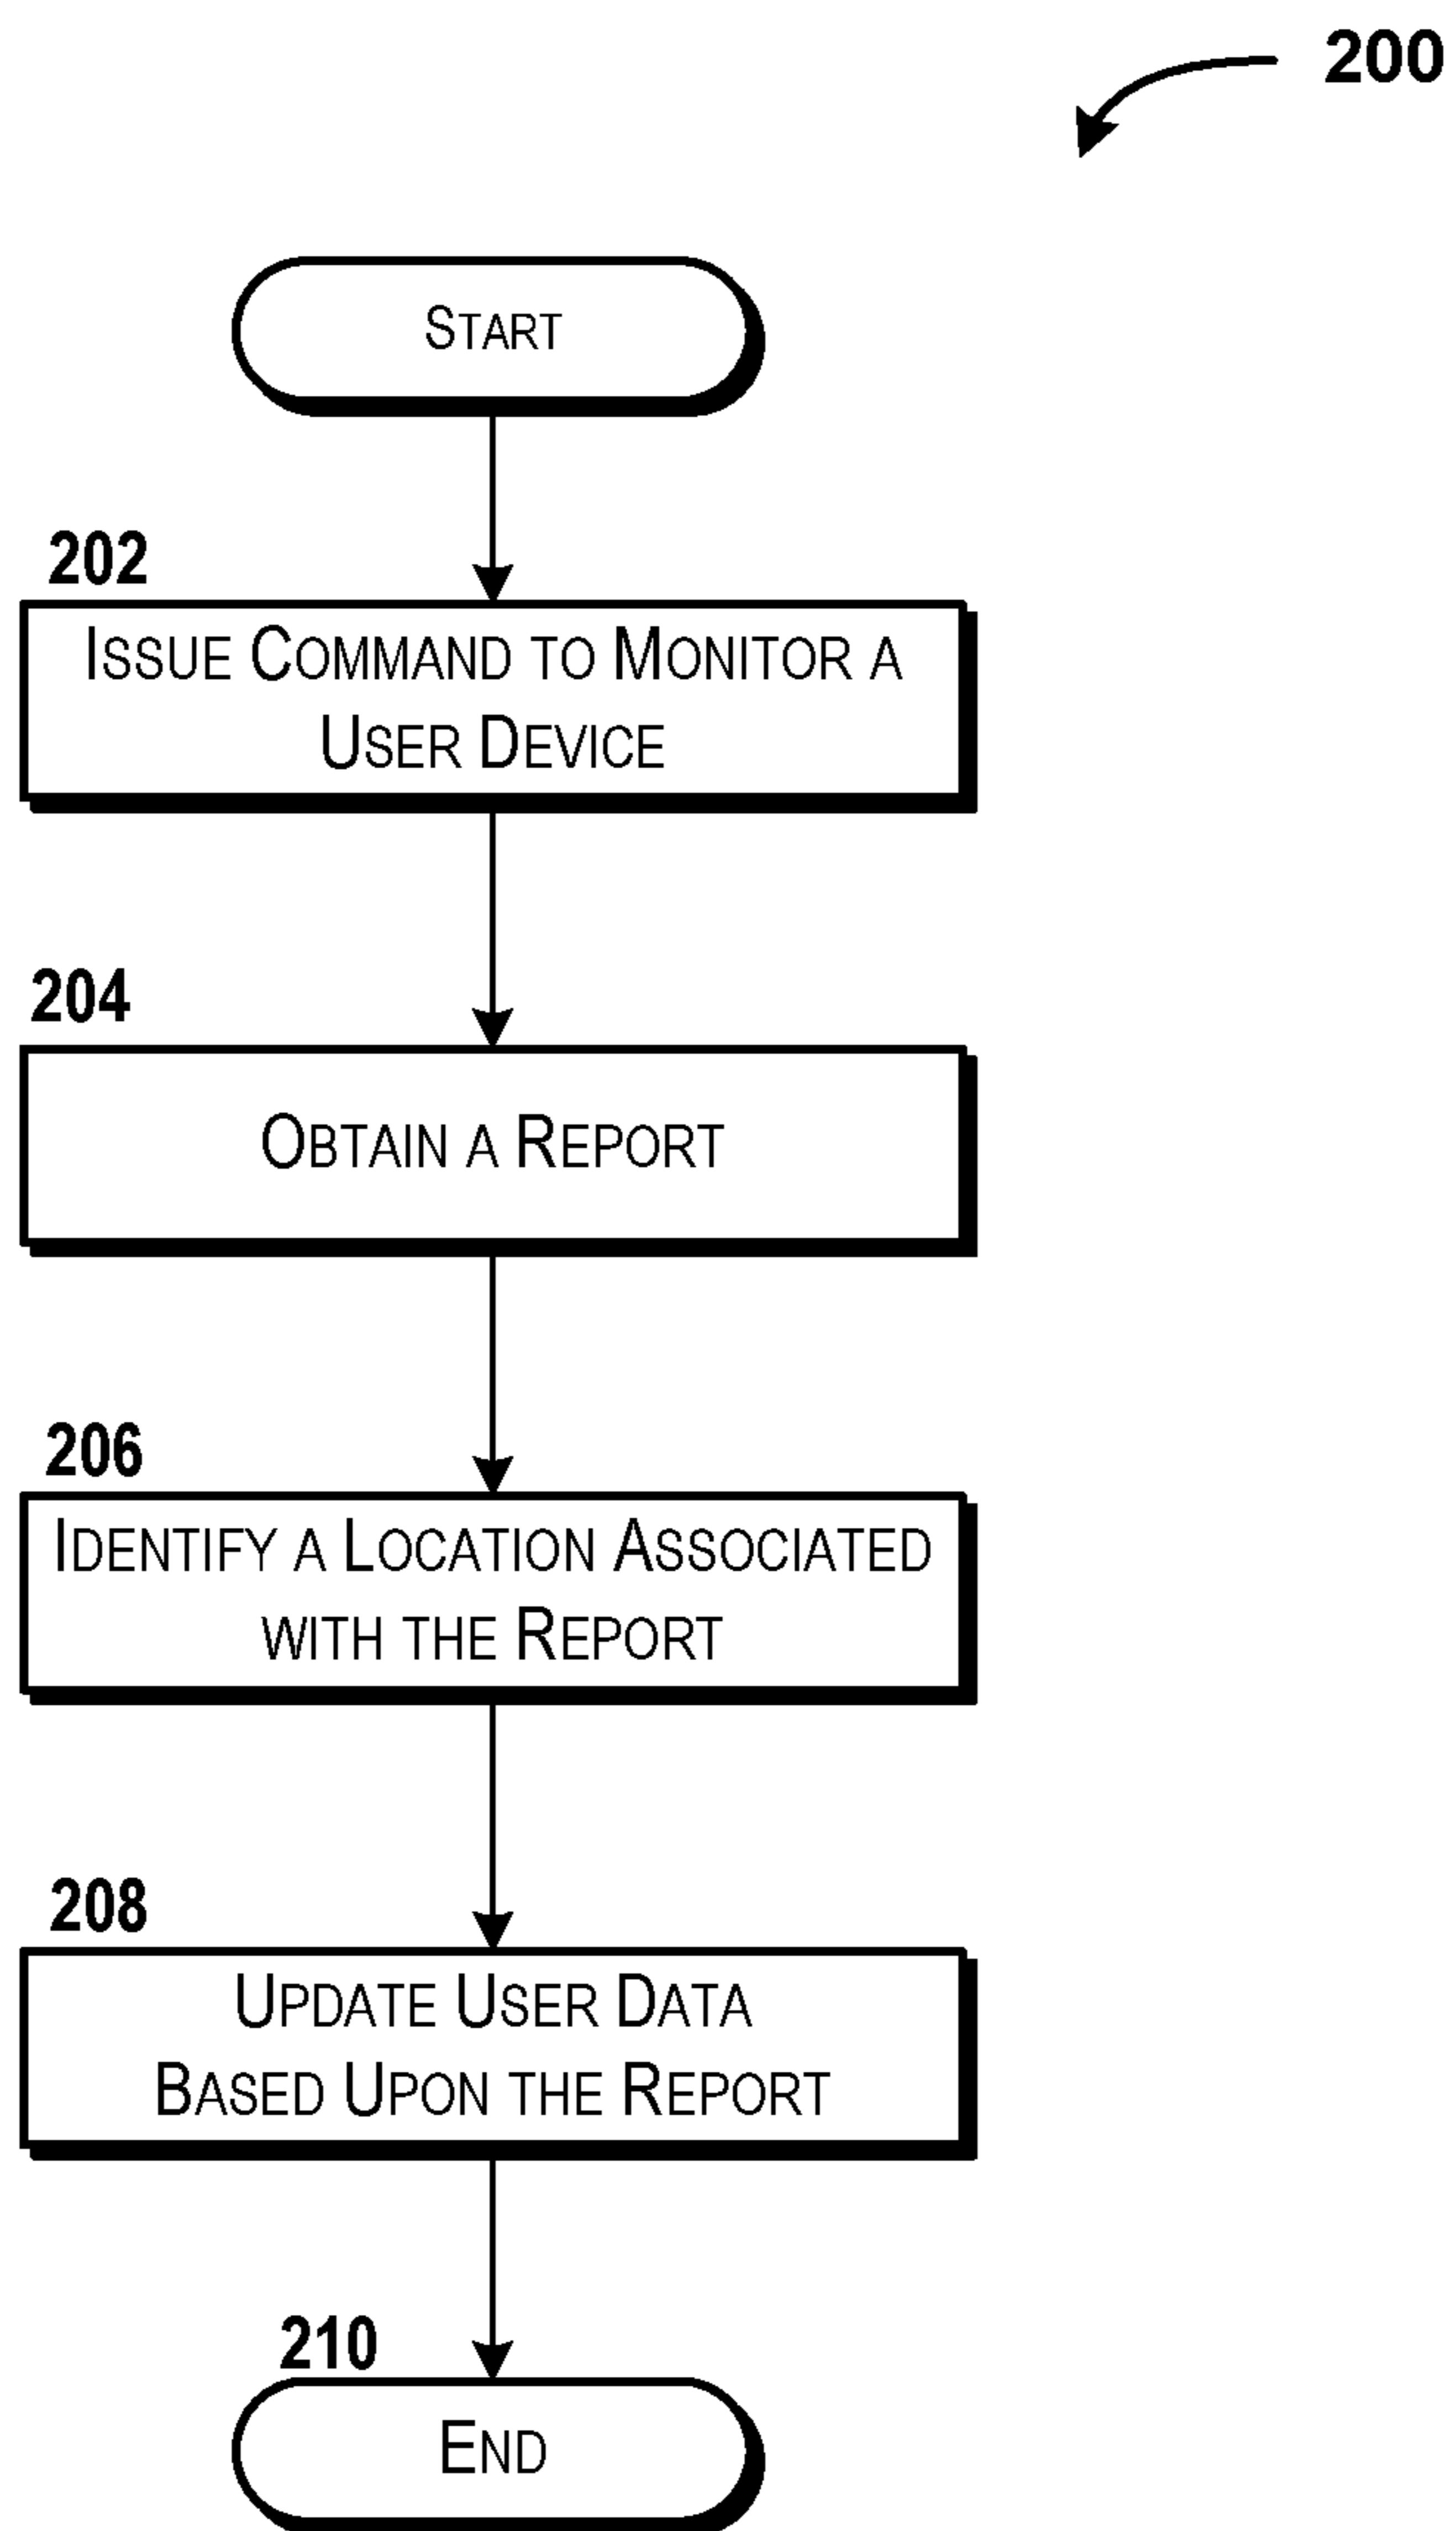 200
START
202
ISSUE COMMAND TO MONITOR A
USER DEVICE
204
OBTAIN A REPORT
206
IDENTIFY A LOCATION ASSOCIATED
WITH THE REPORT
208
UPDATE USER DATA
BASED UPON THE REPORT
210
END